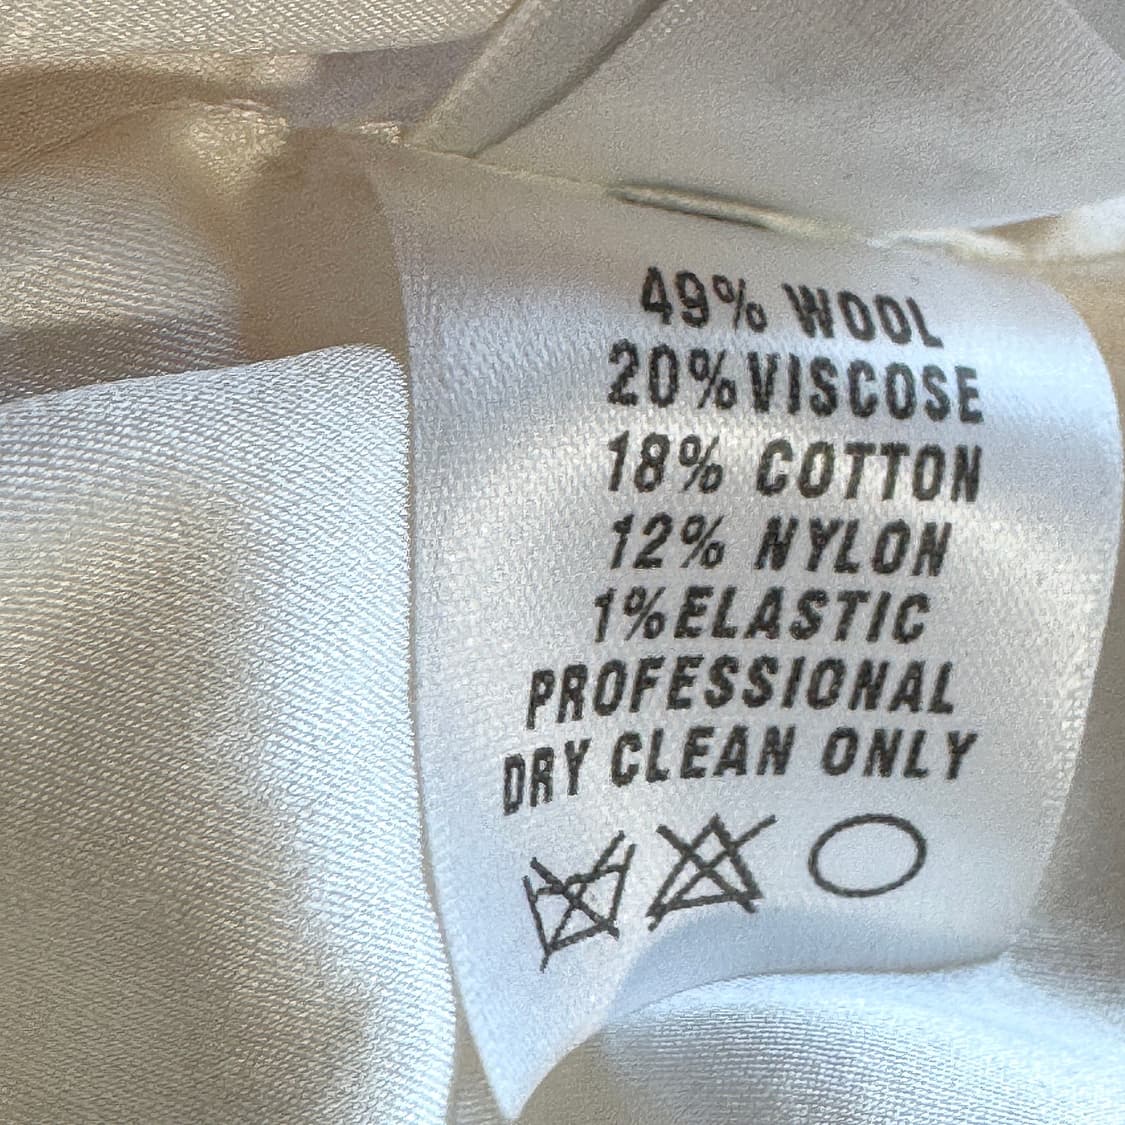 49% WOOL
20% VISCOSE
18% COTTON
12% NYLON
1% ELASTIC
PROFESSIONAL
DRY CLEAN ONLY